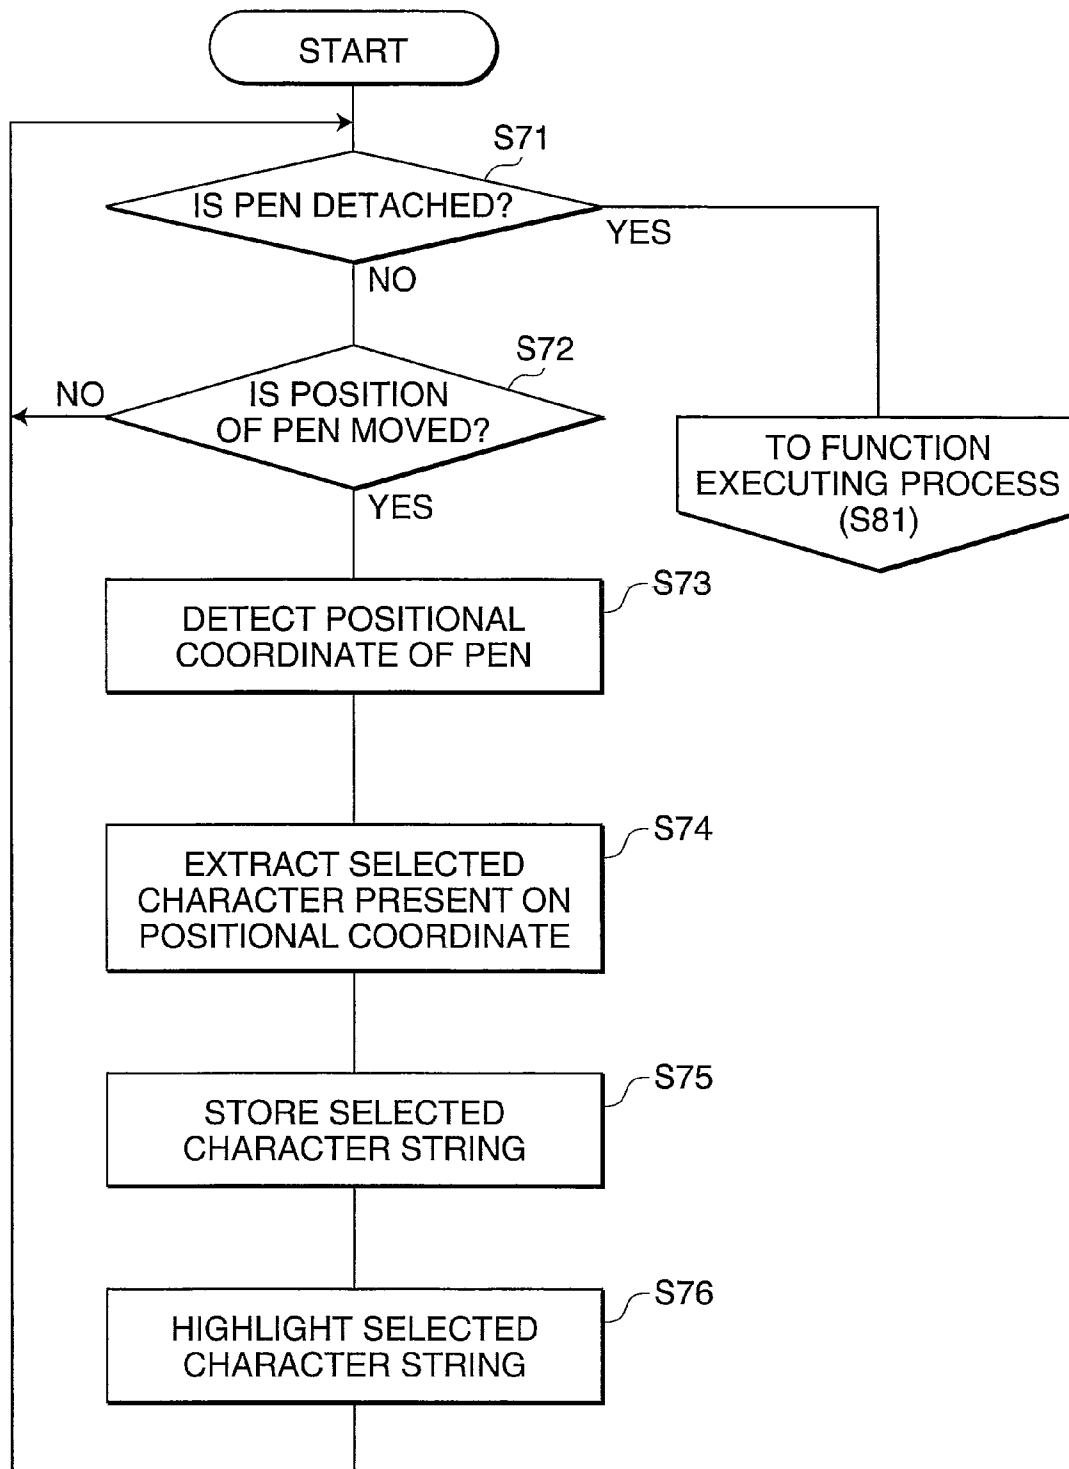 START
S71
IS PEN DETACHED?
YES
NO
S72
NO
IS POSITION
OF PEN MOVED?
YES
TO FUNCTION
EXECUTING PROCESS
(S81)
S73
DETECT POSITIONAL
COORDINATE OF PEN
S74
EXTRACT SELECTED
CHARACTER PRESENT ON
POSITIONAL COORDINATE
S75
STORE SELECTED
CHARACTER STRING
S76
HIGHLIGHT SELECTED
CHARACTER STRING